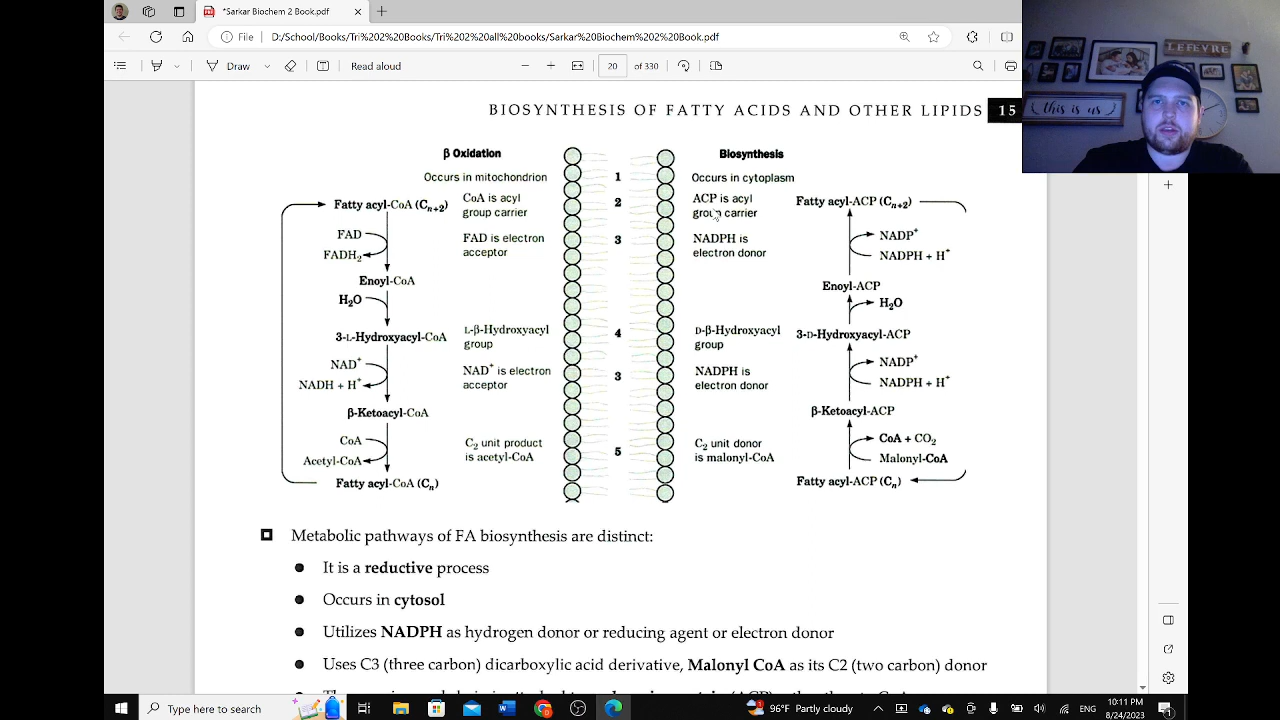 *Sarkar Biochem 2 Book.pdf
File
D:/School/Books/Tri%202%20Books/Tri%202%20all%20books/Sarkar%20Biochem%202%20Book.pdf
Draw
Read aloud
20
of 330
LEFEVRE
this is us
BIOSYNTHESIS OF FATTY ACIDS AND OTHER LIPIDS
15
β Oxidation
Biosynthesis
Occurs in mitochondrion
1
Occurs in cytoplasm
Fatty acyl-CoA (Cn+2)
CoA is acyl
group carrier
2
ACP is acyl
group carrier
Fatty acyl-ACP (Cn+2)
FAD
FADH2
FAD is electron
acceptor
3
NADPH is
electron donor
NADP+
NADPH + H+
Enoyl-CoA
Enoyl-ACP
H2O
H2O
3-L-Hydroxyacyl-CoA
L-β-Hydroxyacyl
group
4
D-β-Hydroxyacyl
group
3-D-Hydroxyacyl-ACP
NAD+
NADH + H+
NAD+ is electron
acceptor
3
NADPH is
electron donor
NADP+
NADPH + H+
β-Ketoacyl-CoA
β-Ketoacyl-ACP
CoA
Acetyl-CoA
C2 unit product
is acetyl-CoA
5
C2 unit donor
is malonyl-CoA
CoA + CO2
Malonyl-CoA
Fatty acyl-CoA (Cn)
Fatty acyl-ACP (Cn)
Metabolic pathways of FA biosynthesis are distinct:
It is a reductive process
Occurs in cytosol
Utilizes NADPH as hydrogen donor or reducing agent or electron donor
Uses C3 (three carbon) dicarboxylic acid derivative, Malonyl CoA as its C2 (two carbon) donor
Type here to search
96°F Partly cloudy
ENG
10:11 PM
8/24/2023